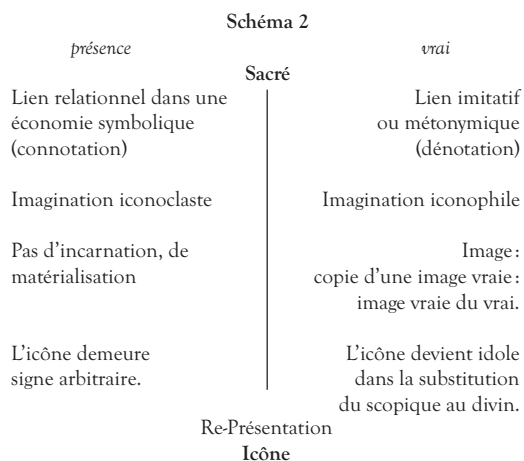 Schéma 2
présence
vrai
Sacré
Lien relationnel dans une
économie symbolique
(connotation)
Lien imitatif
ou métonymique
(dénotation)
Imagination iconoclaste
Imagination iconophile
Pas d'incarnation, de
matérialisation
Image :
copie d'une image vraie :
image vraie du vrai.
L'icône demeure
signe arbitraire.
L'icône devient idole
dans la substitution
du scopique au divin.
Re-Présentation
Icône